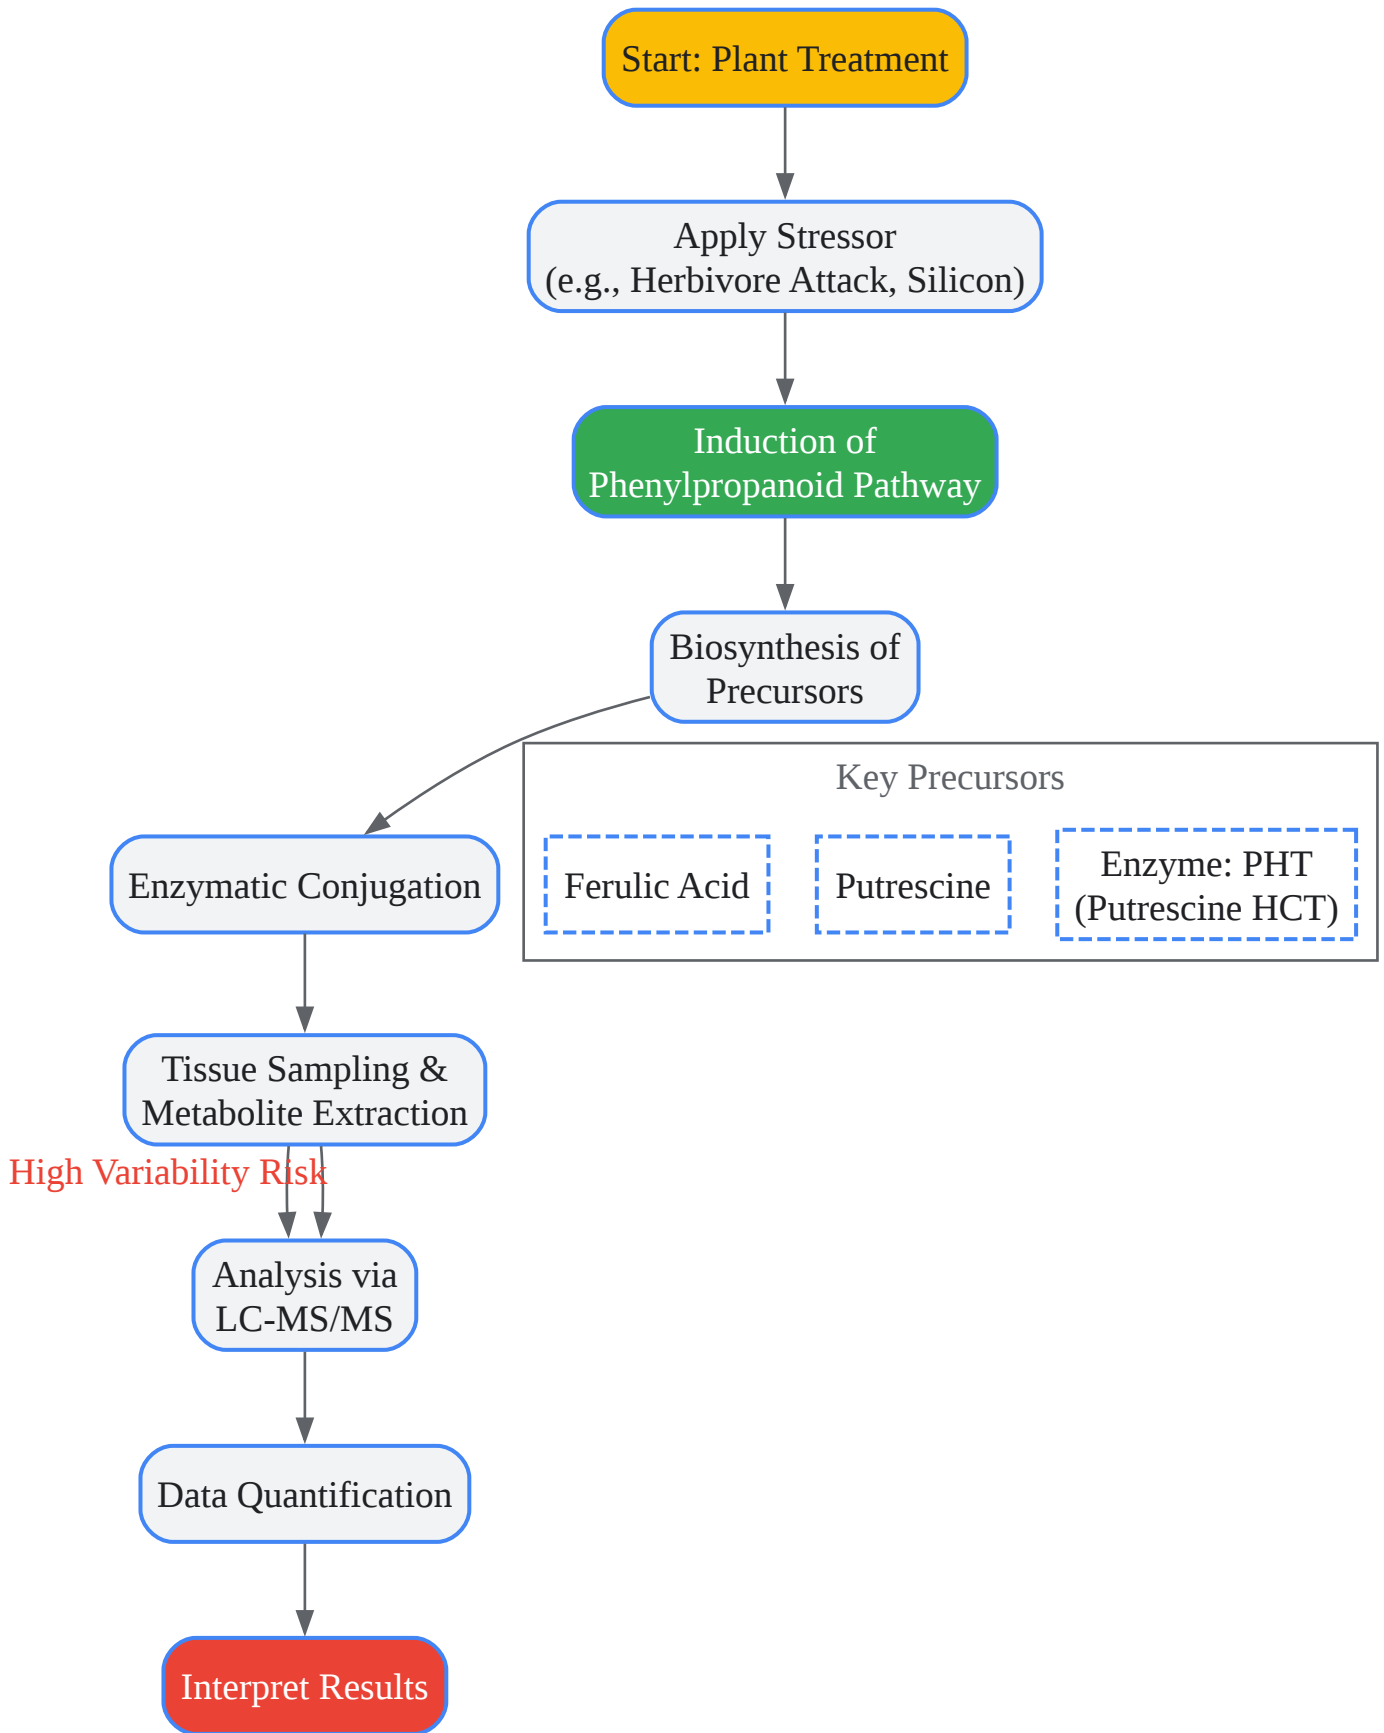 Start: Plant Treatment
Apply Stressor
(e.g., Herbivore Attack, Silicon)
Induction of
Phenylpropanoid Pathway
Biosynthesis of
Precursors
Key Precursors
Enzymatic Conjugation
Ferulic Acid
Putrescine
Enzyme: PHT
(Putrescine HCT)
Tissue Sampling &
Metabolite Extraction
High Variability Risk
Analysis via
LC-MS/MS
Data Quantification
Interpret Results